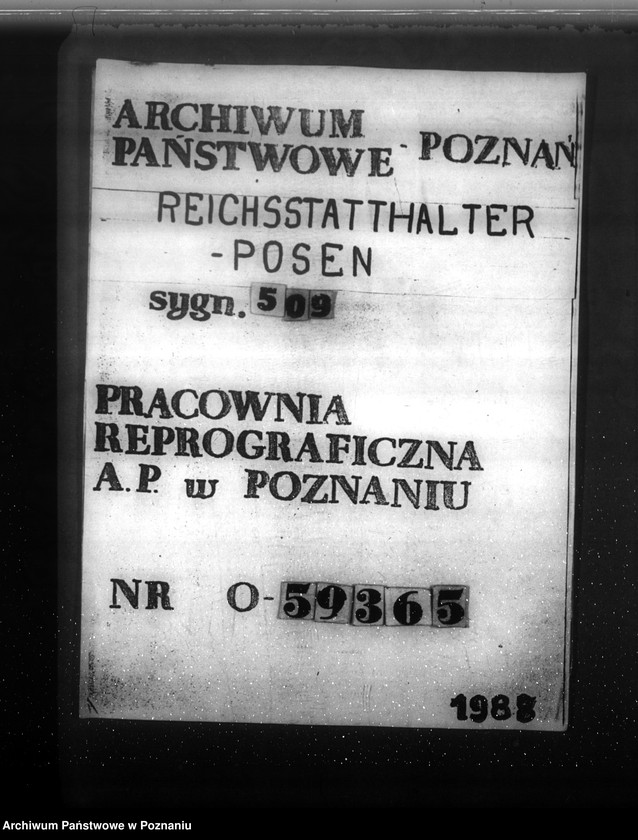 ARCHIWUM
PAŃSTWOWE - POZNAŃ
REICHSSTATTHALTER
-POSEN
sygn. 509
PRACOWNIA
REPROGRAFICZNA
A.P. w POZNANIU
NR O-59365
1988
Archiwum Państwowe w Poznaniu